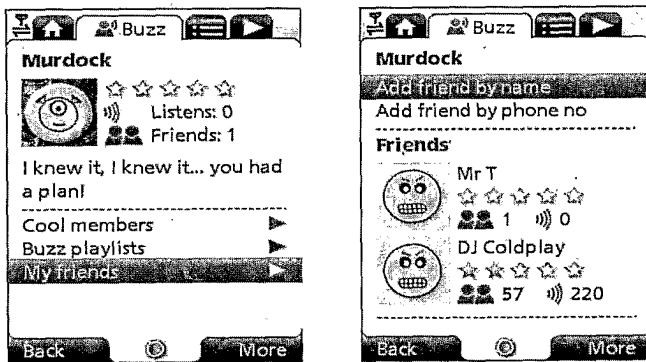 Buzz
Murdock
Listens: 0
Friends: 1
I knew it, I knew it... you had
a plan!
Cool members
Buzz playlists
My friends
Back
More
Buzz
Murdock
Add friend by name
Add friend by phone no
Friends
Mr T
1 0
DJ Coldplay
57 220
Back
More